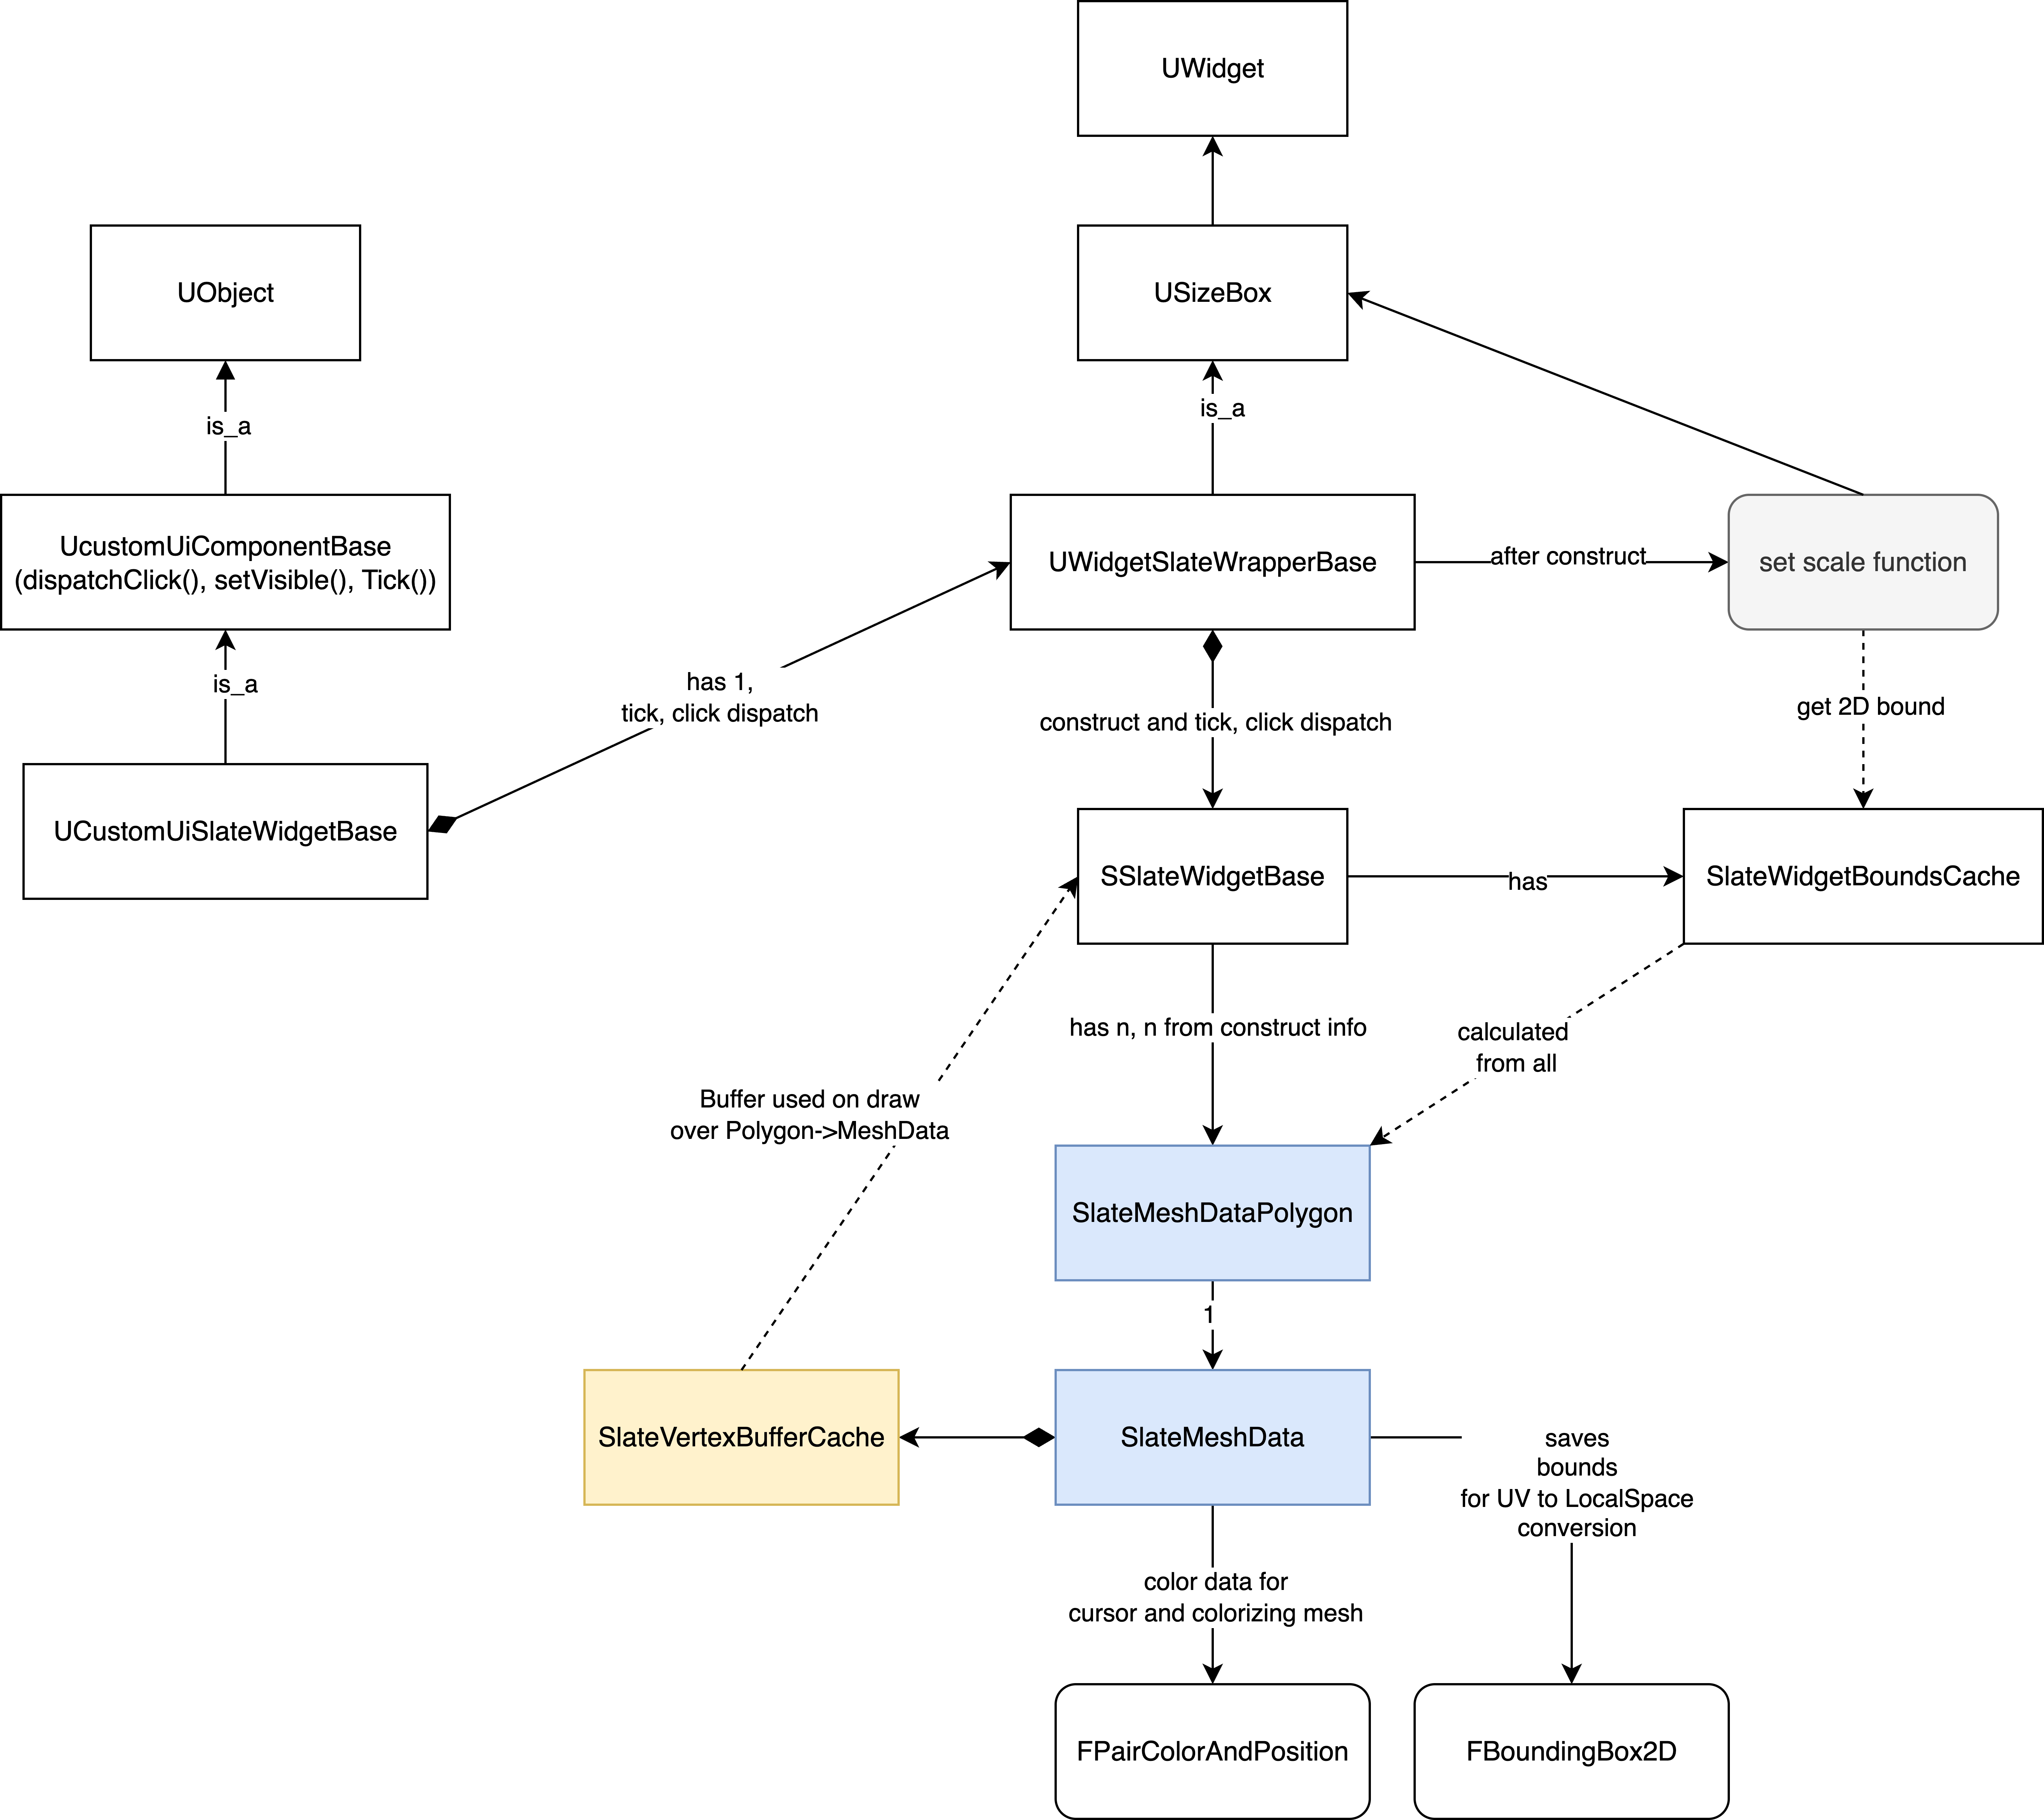 UWidget
UObject
USizeBox
is_a
is_a
UcustomUiComponentBase
(dispatchClick(), setVisible(), Tick())
UWidgetSlateWrapperBase
after construct
set scale function
is_a
has 1,
tick, click dispatch
construct and tick, click dispatch
get 2D bound
UCustomUiSlateWidgetBase
SSlateWidgetBase
has
SlateWidgetBoundsCache
has n, n from construct info
calculated
from all
Buffer used on draw
over Polygon->MeshData
SlateMeshDataPolygon
1
SlateVertexBufferCache
SlateMeshData
saves
bounds
for UV to LocalSpace
conversion
color data for
cursor and colorizing mesh
FPairColorAndPosition
FBoundingBox2D